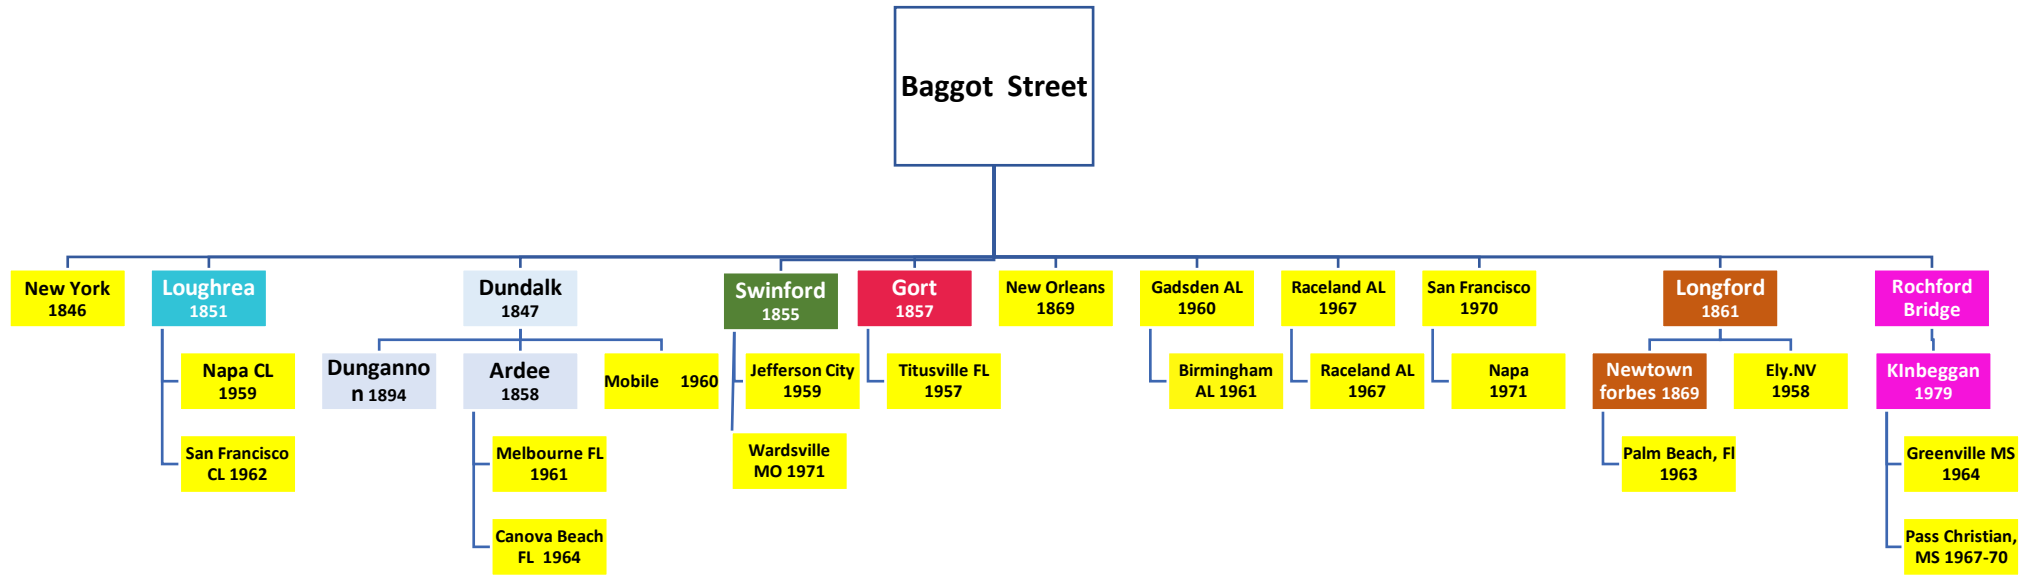 Baggot Street
New York
1846
Loughrea
1851
Dundalk
1847
Swinford
1855
Gort
1857
New Orleans
1869
Gadsden AL
1960
Raceland AL
1967
San Francisco
1970
Longford
1861
Rochford
Bridge
Napa CL
1959
Dunganno
n 1894
Ardee
1858
Mobile 1960
Jefferson City
1959
Titusville FL
1957
Birmingham
AL 1961
Raceland AL
1967
Napa
1971
Newtown
forbes 1869
Ely.NV
1958
KInbeggan
1979
San Francisco
CL 1962
Melbourne FL
1961
Wardsville
MO 1971
Palm Beach, Fl
1963
Greenville MS
1964
Canova Beach
FL 1964
Pass Christian,
MS 1967-70